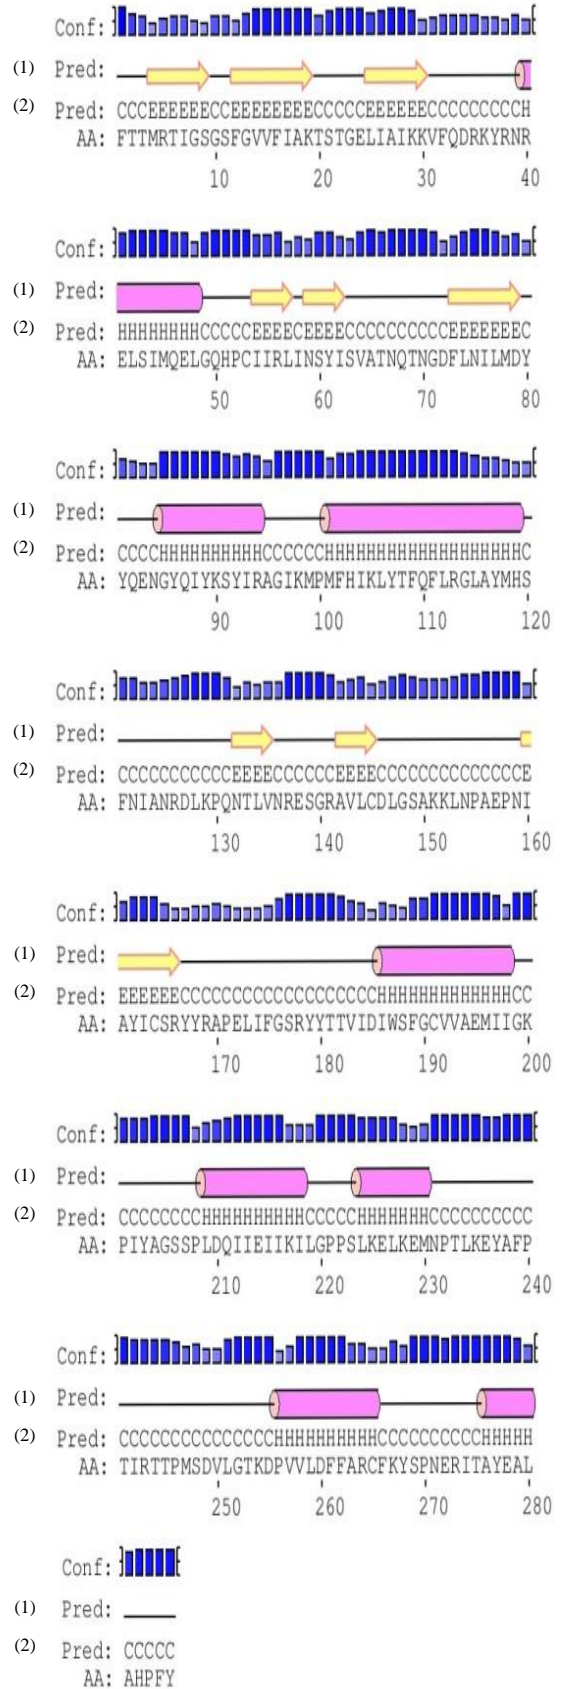 Conf:
(1) Pred:
(2) Pred: CCCEEEEEECCEEEEEEEECCCCCEEEEEECCCCCCCCCH
AA: FTTMRTIGSGSFGVVFIAKTSTGELIAIKKVFQDRKYRNR
10 20 30 40
Conf:
(1) Pred:
(2) Pred: HHHHHHHHCCCCCEEEECEEEECCCCCCCCCCEEEEEEEC
AA: ELSIMQELGQHPCIIRLINSYISVATNQTNGDFLNILMDY
50 60 70 80
Conf:
(1) Pred:
(2) Pred: CCCCHHHHHHHHHHCCCCCCHHHHHHHHHHHHHHHHHHHC
AA: YQENGYQIYKSYIRAGIKMPMFHIKLYTFQFLRGLAYMHS
90 100 110 120
Conf:
(1) Pred:
(2) Pred: CCCCCCCCCCCEEEECCCCCCEEEECCCCCCCCCCCCCCE
AA: FNIANRDLKPQNTLVNRESGRAVLCDLGSAKKLNPAEPNI
130 140 150 160
Conf:
(1) Pred:
(2) Pred: EEEEEECCCCCCCCCCCCCCCCCCCHHHHHHHHHHHHHCC
AA: AYICSRYYRAPELIFGSRYYTTVIDIWSFGCVVAEMIIGK
170 180 190 200
Conf:
(1) Pred:
(2) Pred: CCCCCCCCHHHHHHHHHHCCCCCHHHHHHHCCCCCCCCCC
AA: PIYAGSSPLDQIIEIIKILGPPSLKELKEMNPTLKEYAFP
210 220 230 240
Conf:
(1) Pred:
(2) Pred: CCCCCCCCCCCCCCCHHHHHHHHHHCCCCCCCCCCHHHHH
AA: TIRTTPMSDVLGTKDPVVLDFFARCFKYSPNERITAYEAL
250 260 270 280
Conf:
(1) Pred:
(2) Pred: CCCCC
AA: AHPFY